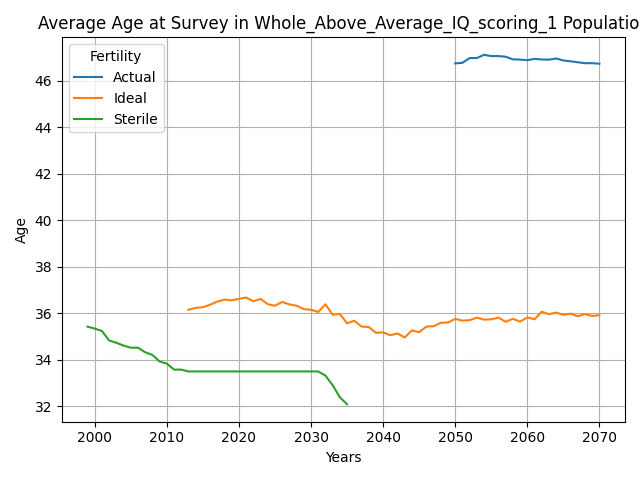 Average Age at Survey in Whole_Above_Average_IQ_scoring_1 Populatio
Fertility
Actual
Ideal
Sterile
Age
46
44
42
40
38
36
34
32
2000 2010 2020 2030 2040 2050 2060 2070
Years